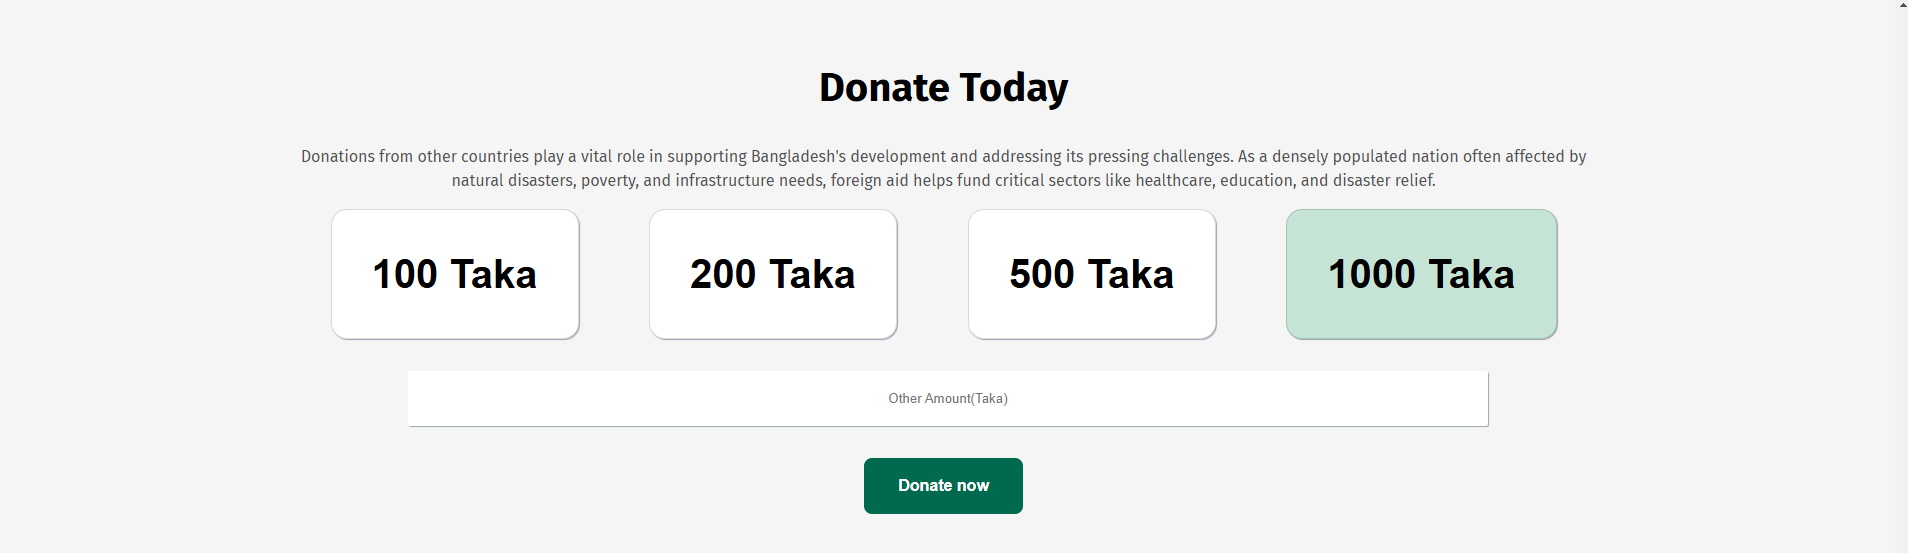 Donate Today
Donations from other countries play a vital role in supporting Bangladesh's development and addressing its pressing challenges. As a densely populated nation often affected by
natural disasters, poverty, and infrastructure needs, foreign aid helps fund critical sectors like healthcare, education, and disaster relief.
100 Taka
200 Taka
500 Taka
1000 Taka
Other Amount(Taka)
Donate now